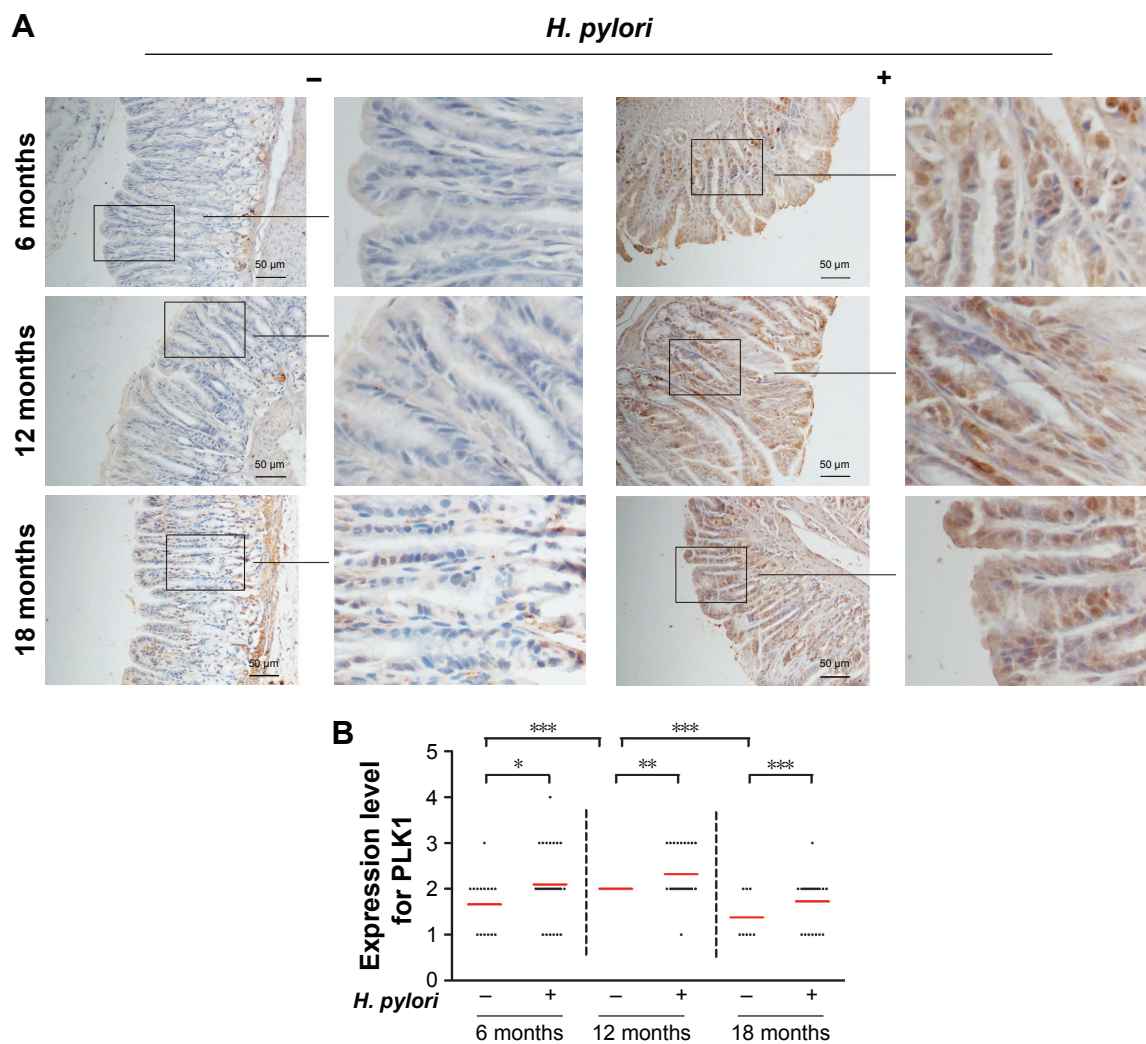 A
H. pylori
– +
6 months
50 µm 50 µm
12 months
50 µm 50 µm
18 months
50 µm 50 µm
B
*** ***
* ** ***
Expression level
for PLK1
5
4
3
2
1
0
H. pylori – + – + – +
6 months 12 months 18 months